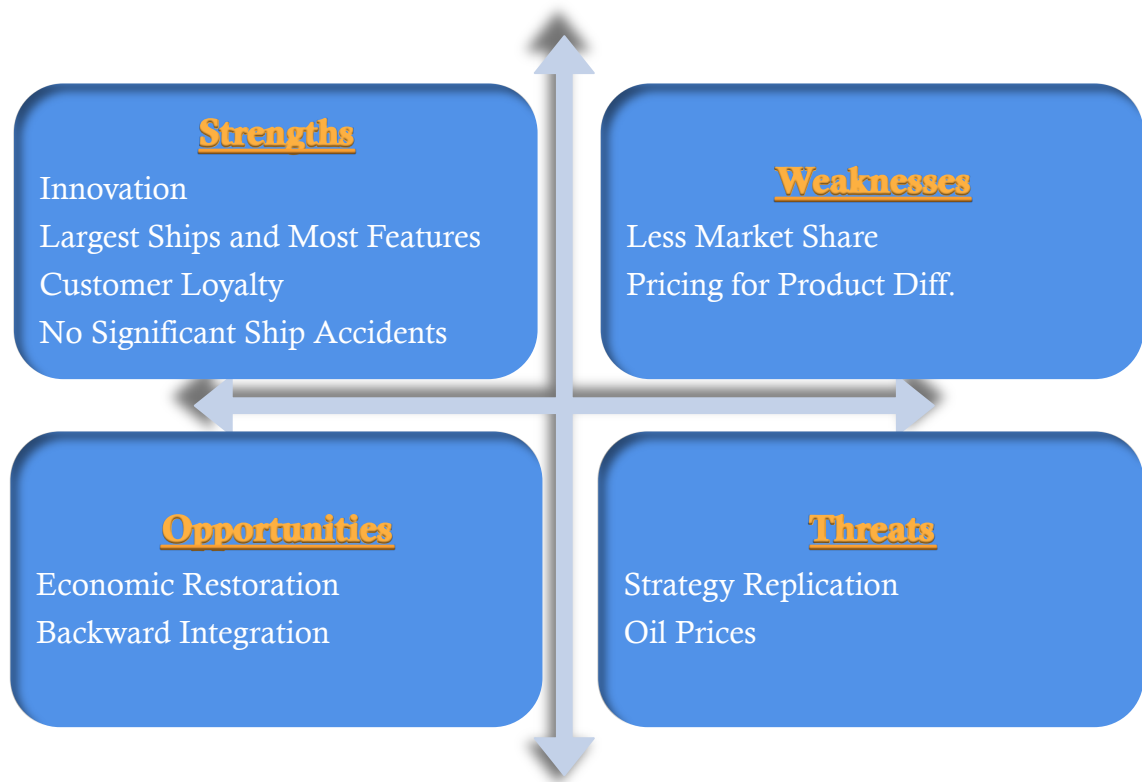 Strengths
Innovation
Largest Ships and Most Features
Customer Loyalty
No Significant Ship Accidents
Weaknesses
Less Market Share
Pricing for Product Diff.
Opportunities
Economic Restoration
Backward Integration
Threats
Strategy Replication
Oil Prices